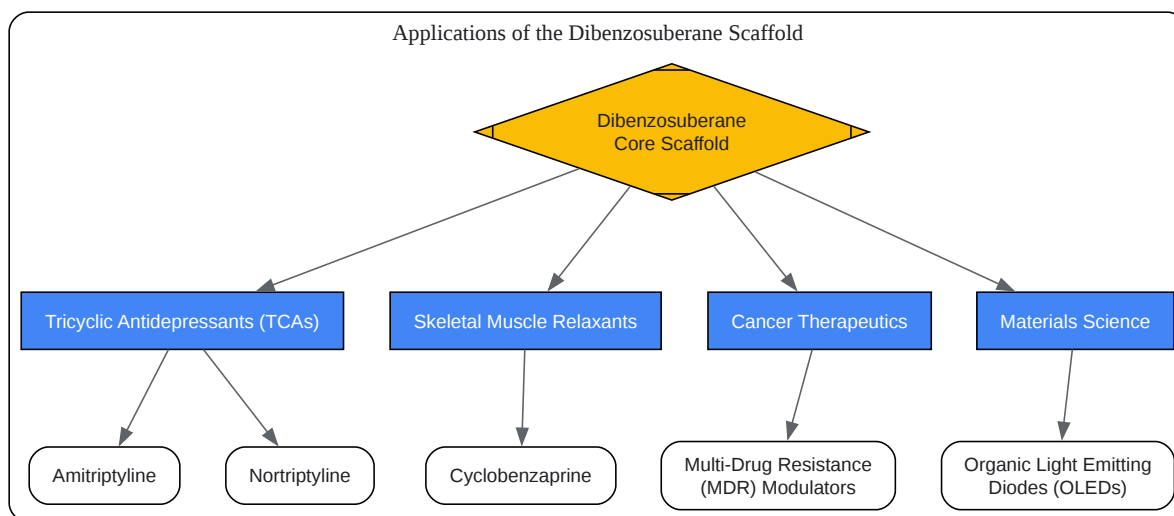 Applications of the Dibenzosuberane Scaffold
Dibenzosuberane
Core Scaffold
Tricyclic Antidepressants (TCAs)
Skeletal Muscle Relaxants
Cancer Therapeutics
Materials Science
Amitriptyline
Nortriptyline
Cyclobenzaprine
Multi-Drug Resistance
(MDR) Modulators
Organic Light Emitting
Diodes (OLEDs)